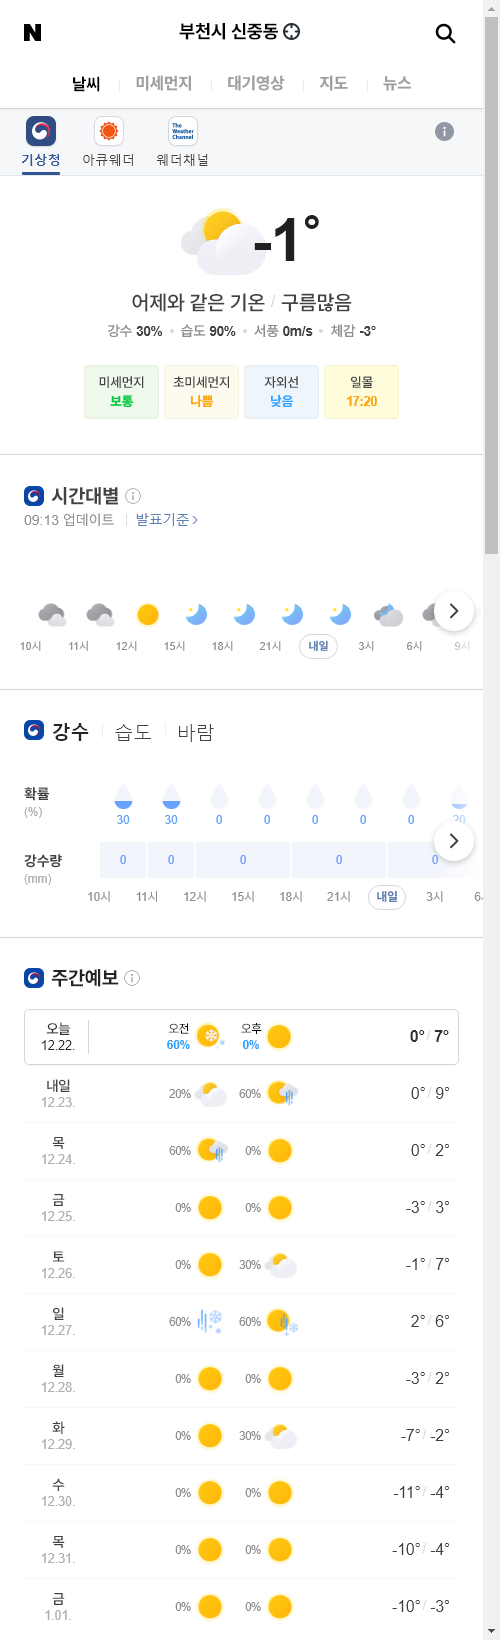 N
부천시 신중동
날씨 미세먼지 대기영상 지도 뉴스
The Weather Channel
기상청 아큐웨더 웨더채널
-1°
어제와 같은 기온 / 구름많음
강수 30% 습도 90% 서풍 0m/s 체감 -3°
미세먼지 초미세먼지 자외선 일몰
보통 나쁨 낮음 17:20
시간대별
09:13 업데이트 발표기준 >
10시 11시 12시 15시 18시 21시 내일 3시 6시 9시
강수 습도 바람
확률
(%)
30 30 0 0 0 0 0 20
강수량
(mm)
0 0 0 0 0
10시 11시 12시 15시 18시 21시 내일 3시
주간예보
오늘 오전 오후
12.22. 60% 0% 0° / 7°
내일
12.23. 20% 60% 0° / 9°
목
12.24. 60% 0% 0° / 2°
금
12.25. 0% 0% -3° / 3°
토
12.26. 0% 30% -1° / 7°
일
12.27. 60% 60% 2° / 6°
월
12.28. 0% 0% -3° / 2°
화
12.29. 0% 30% -7° / -2°
수
12.30. 0% 0% -11° / -4°
목
12.31. 0% 0% -10° / -4°
금
1.01. 0% 0% -10° / -3°